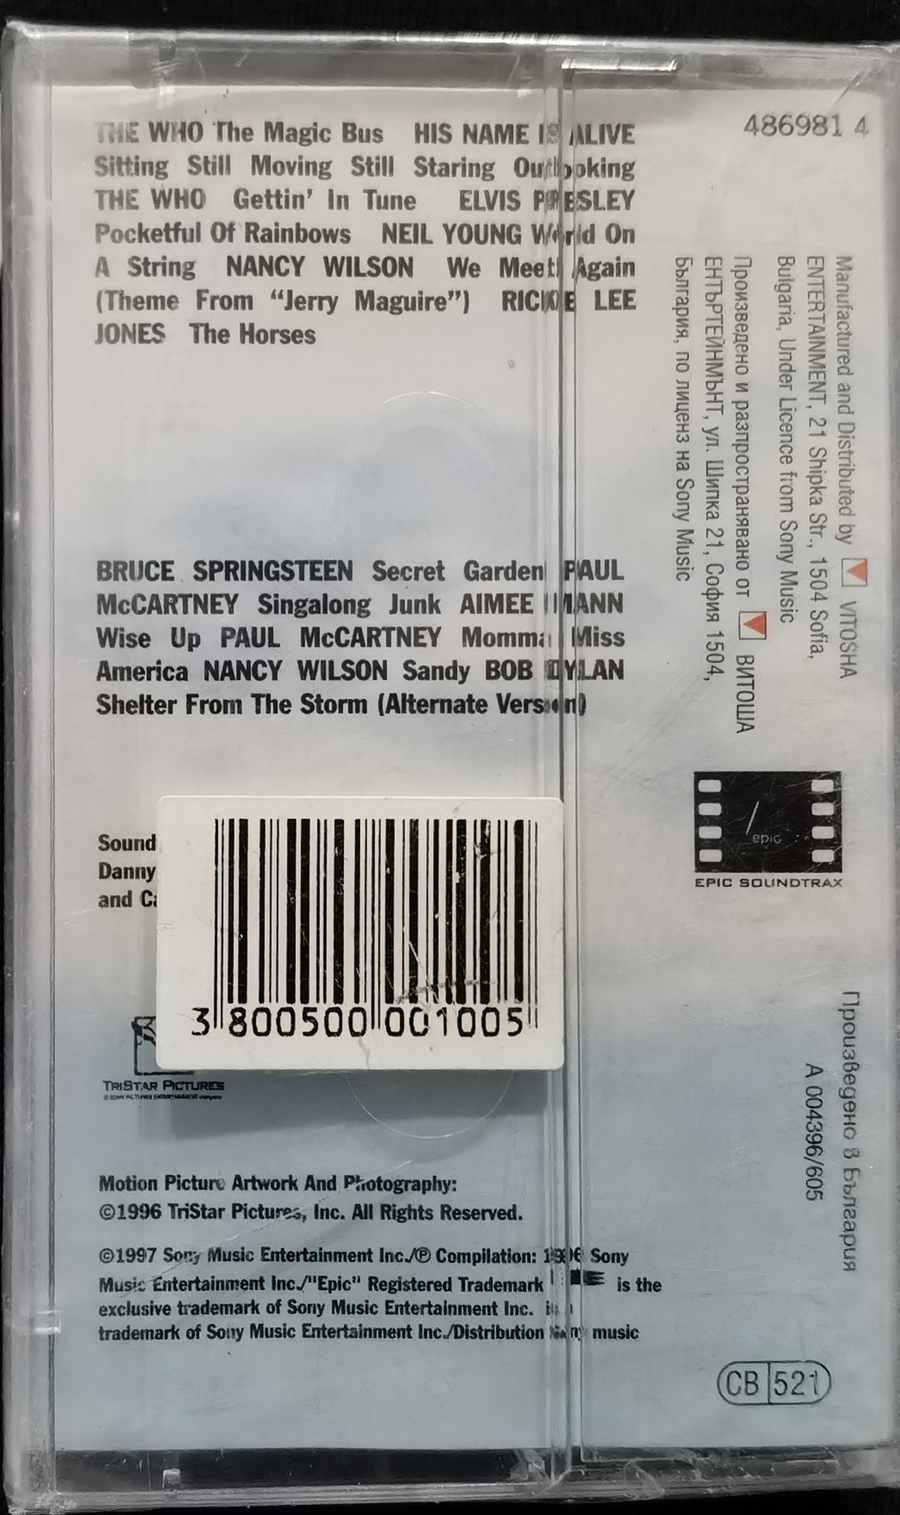 THE WHO The Magic Bus HIS NAME IS ALIVE
Sitting Still Moving Still Staring Outlooking
THE WHO Gettin' In Tune ELVIS PRESLEY
Pocketful Of Rainbows NEIL YOUNG World On
A String NANCY WILSON We Meet Again
(Theme From "Jerry Maguire") RICKIE LEE
JONES The Horses
BRUCE SPRINGSTEEN Secret Garden PAUL
McCARTNEY Singalong Junk AIMEE MANN
Wise Up PAUL McCARTNEY Momma Miss
America NANCY WILSON Sandy BOB DYLAN
Shelter From The Storm (Alternate Version)
Sound
Danny
and
3 800500 001005
TRISTAR PICTURES
Motion Picture Artwork And Photography:
©1996 TriStar Pictures, Inc. All Rights Reserved.
©1997 Sony Music Entertainment Inc./℗ Compilation: 1996 Sony
Music Entertainment Inc./"Epic" Registered Trademark is the
exclusive trademark of Sony Music Entertainment Inc. is a
trademark of Sony Music Entertainment Inc./Distribution Sony music
486981 4
Manufactured and Distributed by VITOSHA
ENTERTAINMENT, 21 Shipka Str., 1504 Sofia,
Bulgaria, Under Licence from Sony Music
Произведено и разпространявано от ВИТОША
ЕНТЪРТЕЙНМЪНТ, ул. Шипка 21, София 1504,
България, по лиценз на Sony Music
epic
EPIC SOUNDTRAX
Произведено в България
А 004396/605
CB 521